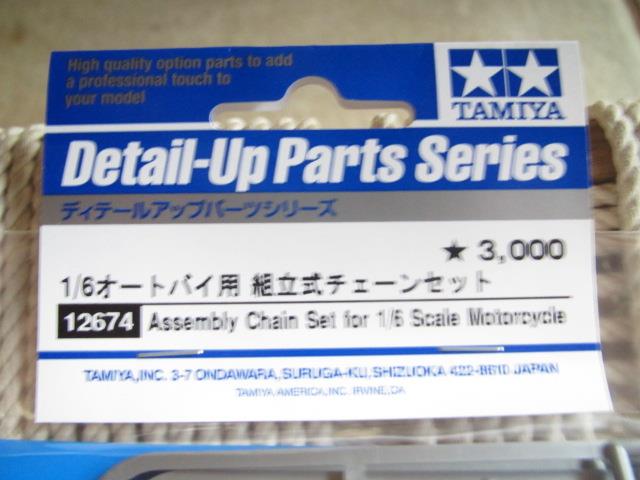 High quality option parts to add
a professional touch to
your model
TAMIYA
Detail-Up Parts Series
ディテールアップパーツシリーズ
★ 3,000
1/6オートバイ用 組立式チェーンセット
12674 Assembly Chain Set for 1/6 Scale Motorcycle
TAMIYA,INC. 3-7 ONDAWARA, SURUGA-KU, SHIZUOKA 422-8610 JAPAN
TAMIYA AMERICA, INC. IRVINE, CA